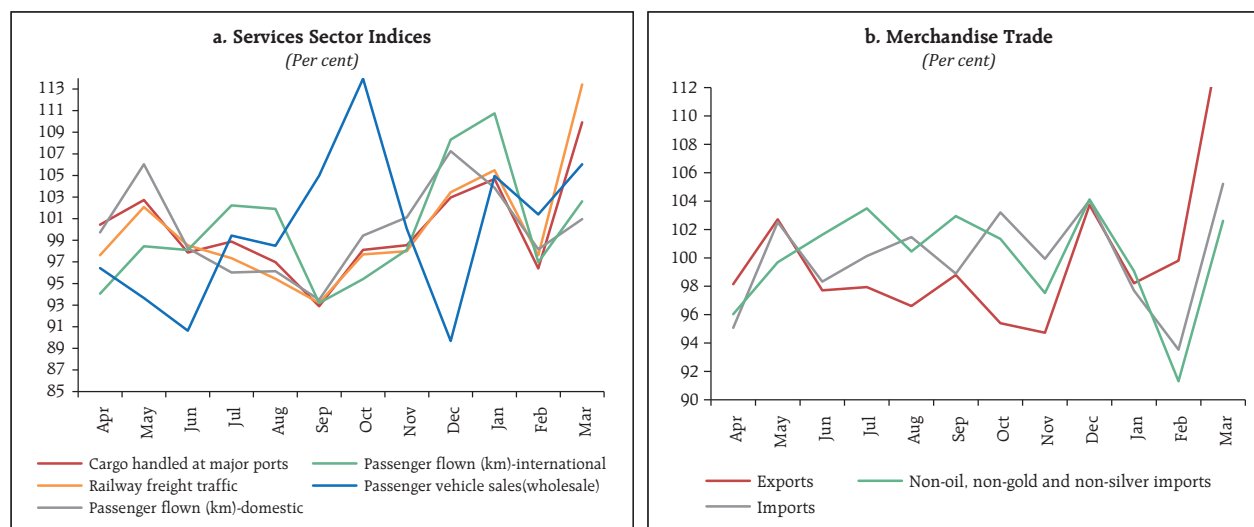 a. Services Sector Indices
(Per cent)
113
111
109
107
105
103
101
99
97
95
93
91
89
87
85
Apr
May
Jun
Jul
Aug
Sep
Oct
Nov
Dec
Jan
Feb
Mar
Cargo handled at major ports
Railway freight traffic
Passenger flown (km)-domestic
Passenger flown (km)-international
Passenger vehicle sales(wholesale)
b. Merchandise Trade
(Per cent)
112
110
108
106
104
102
100
98
96
94
92
90
Apr
May
Jun
Jul
Aug
Sep
Oct
Nov
Dec
Jan
Feb
Mar
Exports
Imports
Non-oil, non-gold and non-silver imports